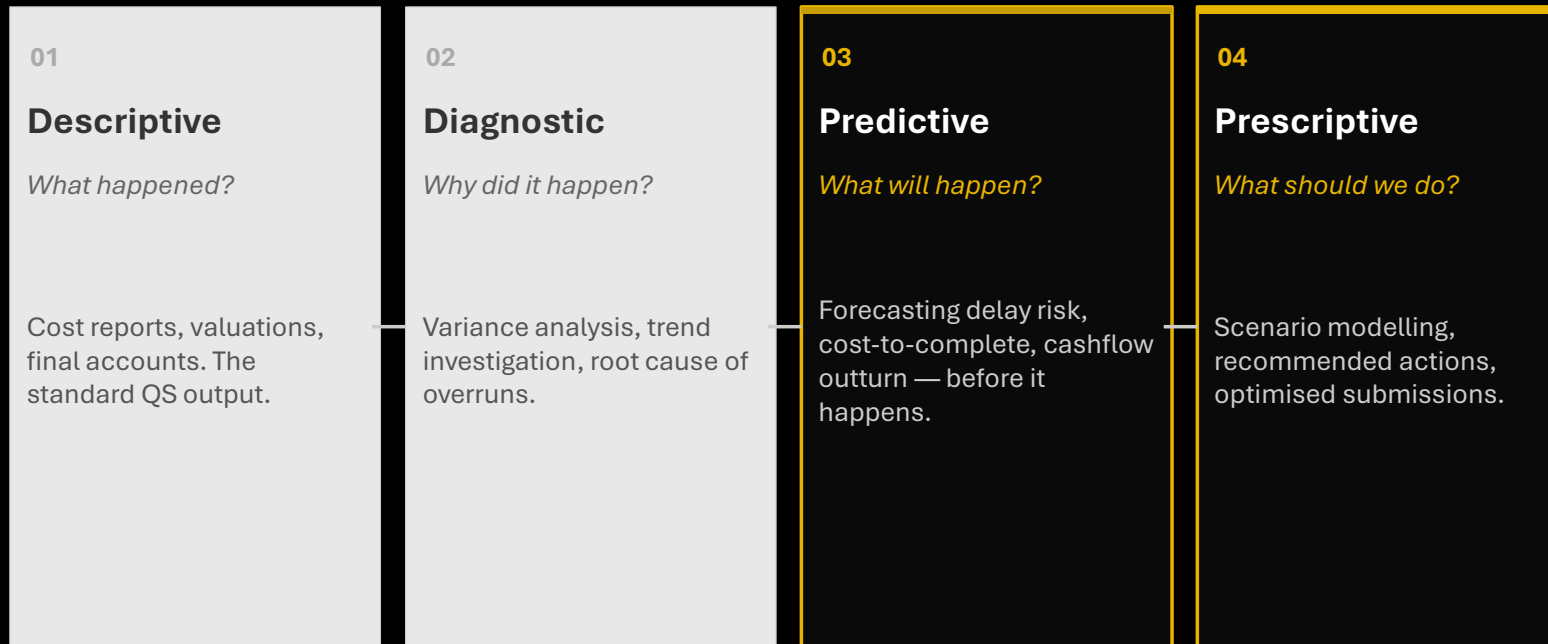 01
Descriptive
What happened?
Cost reports, valuations,
final accounts. The
standard QS output.
02
Diagnostic
Why did it happen?
Variance analysis, trend
investigation, root cause of
overruns.
03
Predictive
What will happen?
Forecasting delay risk,
cost-to-complete, cashflow
outturn — before it
happens.
04
Prescriptive
What should we do?
Scenario modelling,
recommended actions,
optimised submissions.